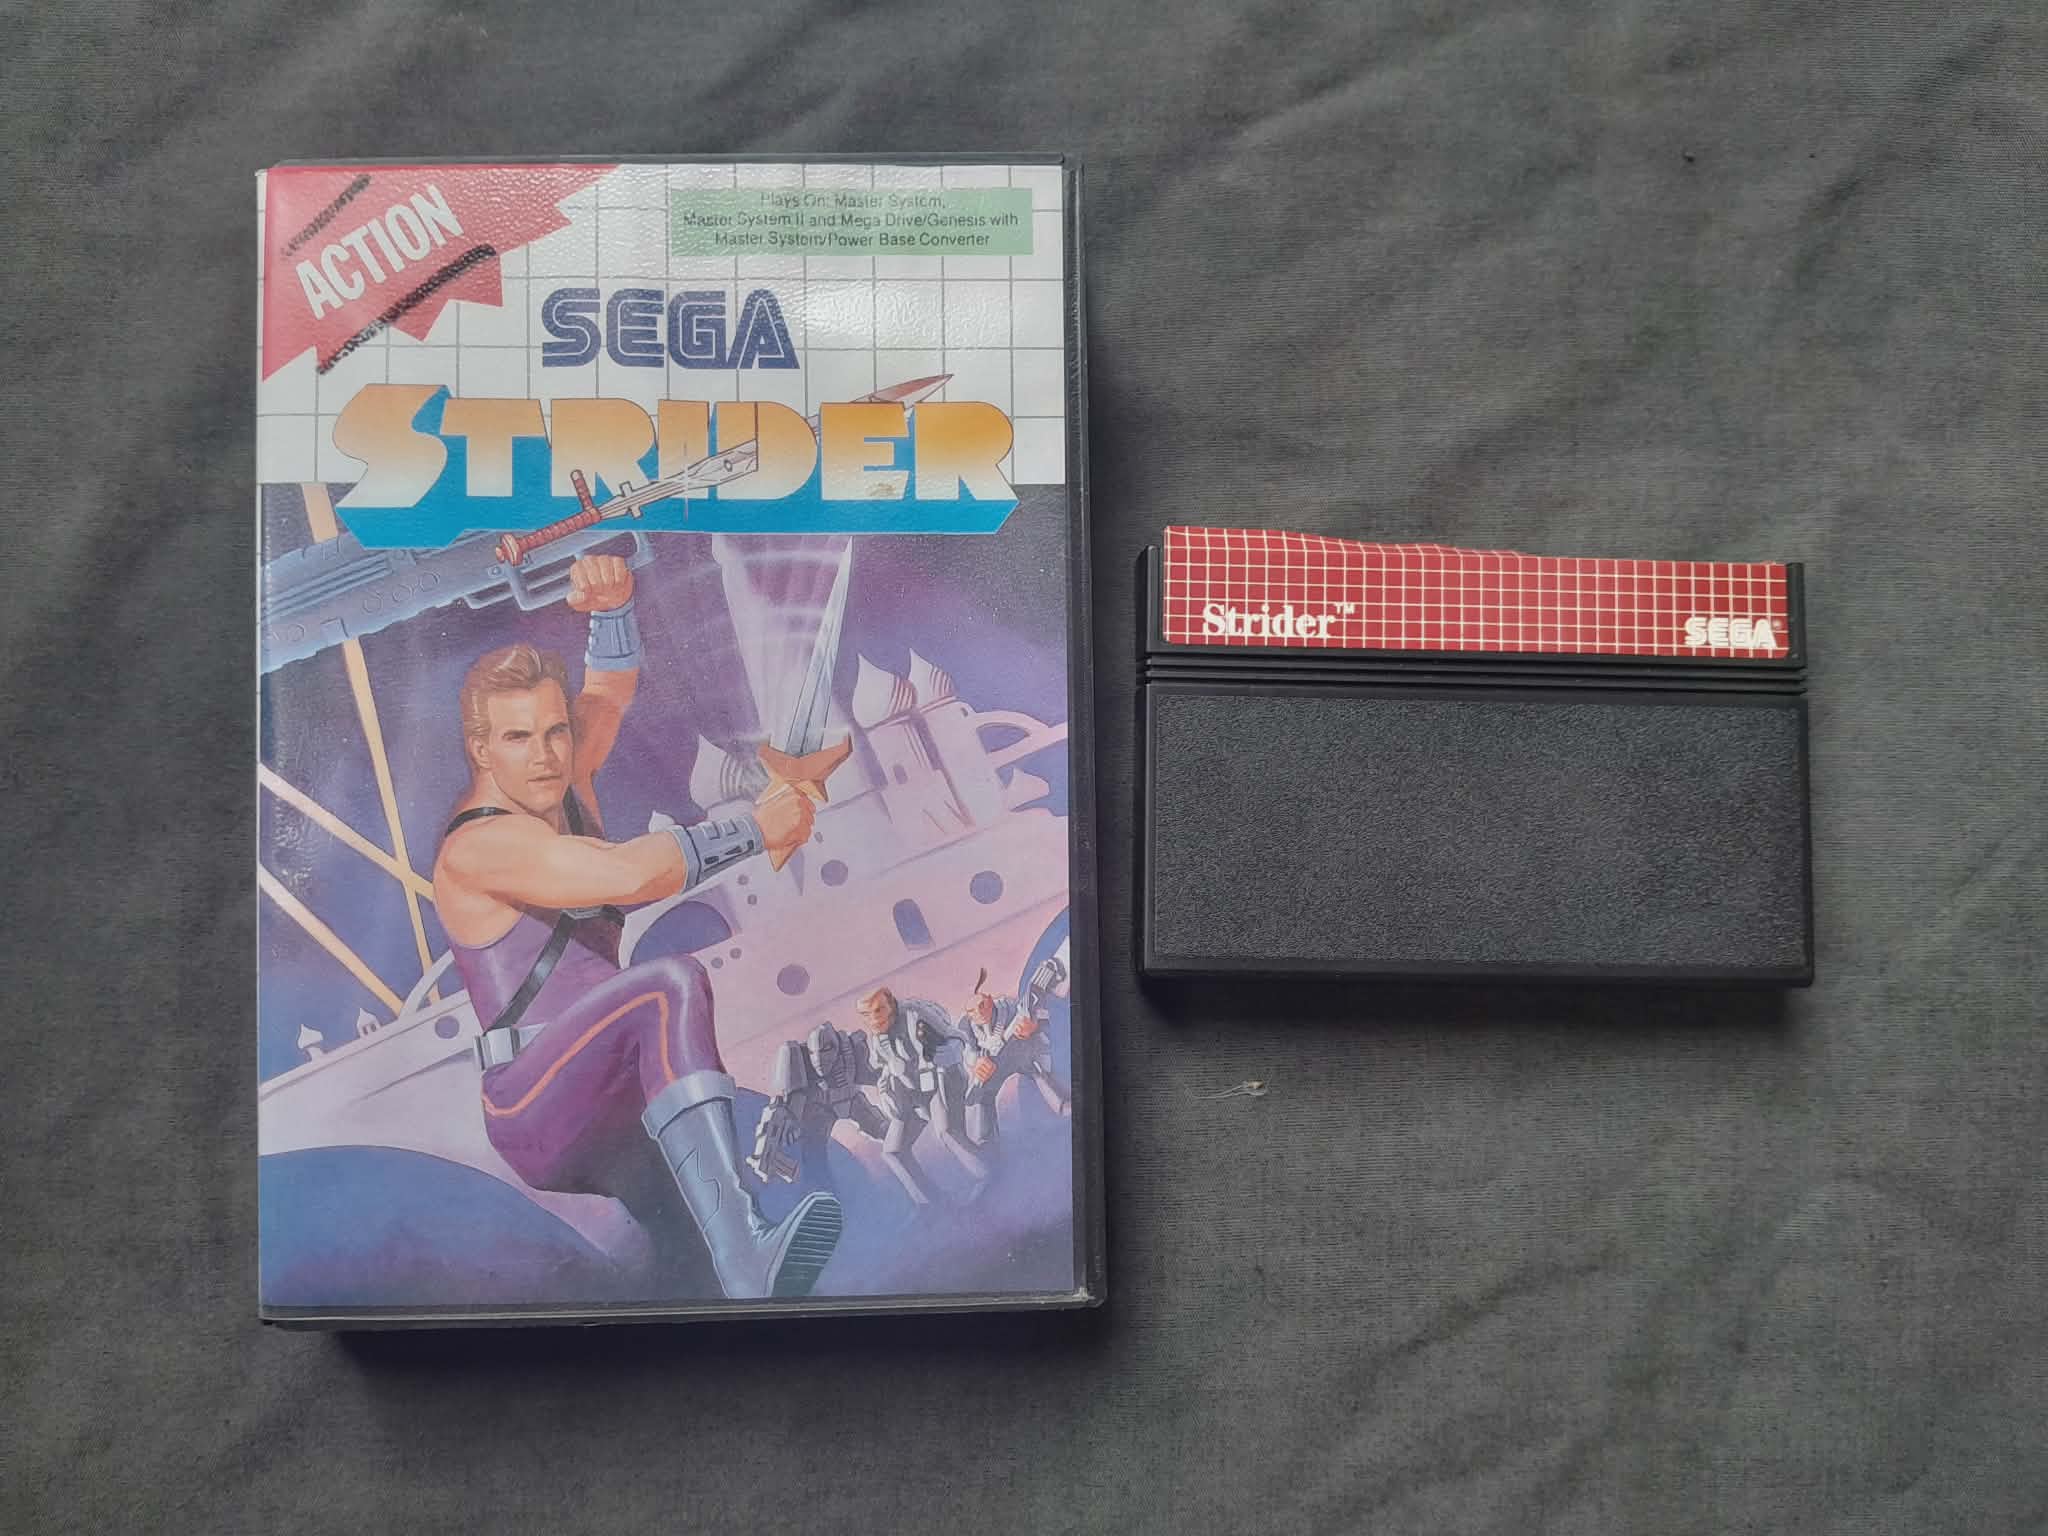 ACTION
Plays On: Master System,
Master System II and Mega Drive/Genesis with
Master System/Power Base Converter
SEGA
STRIDER
Strider™
SEGA®